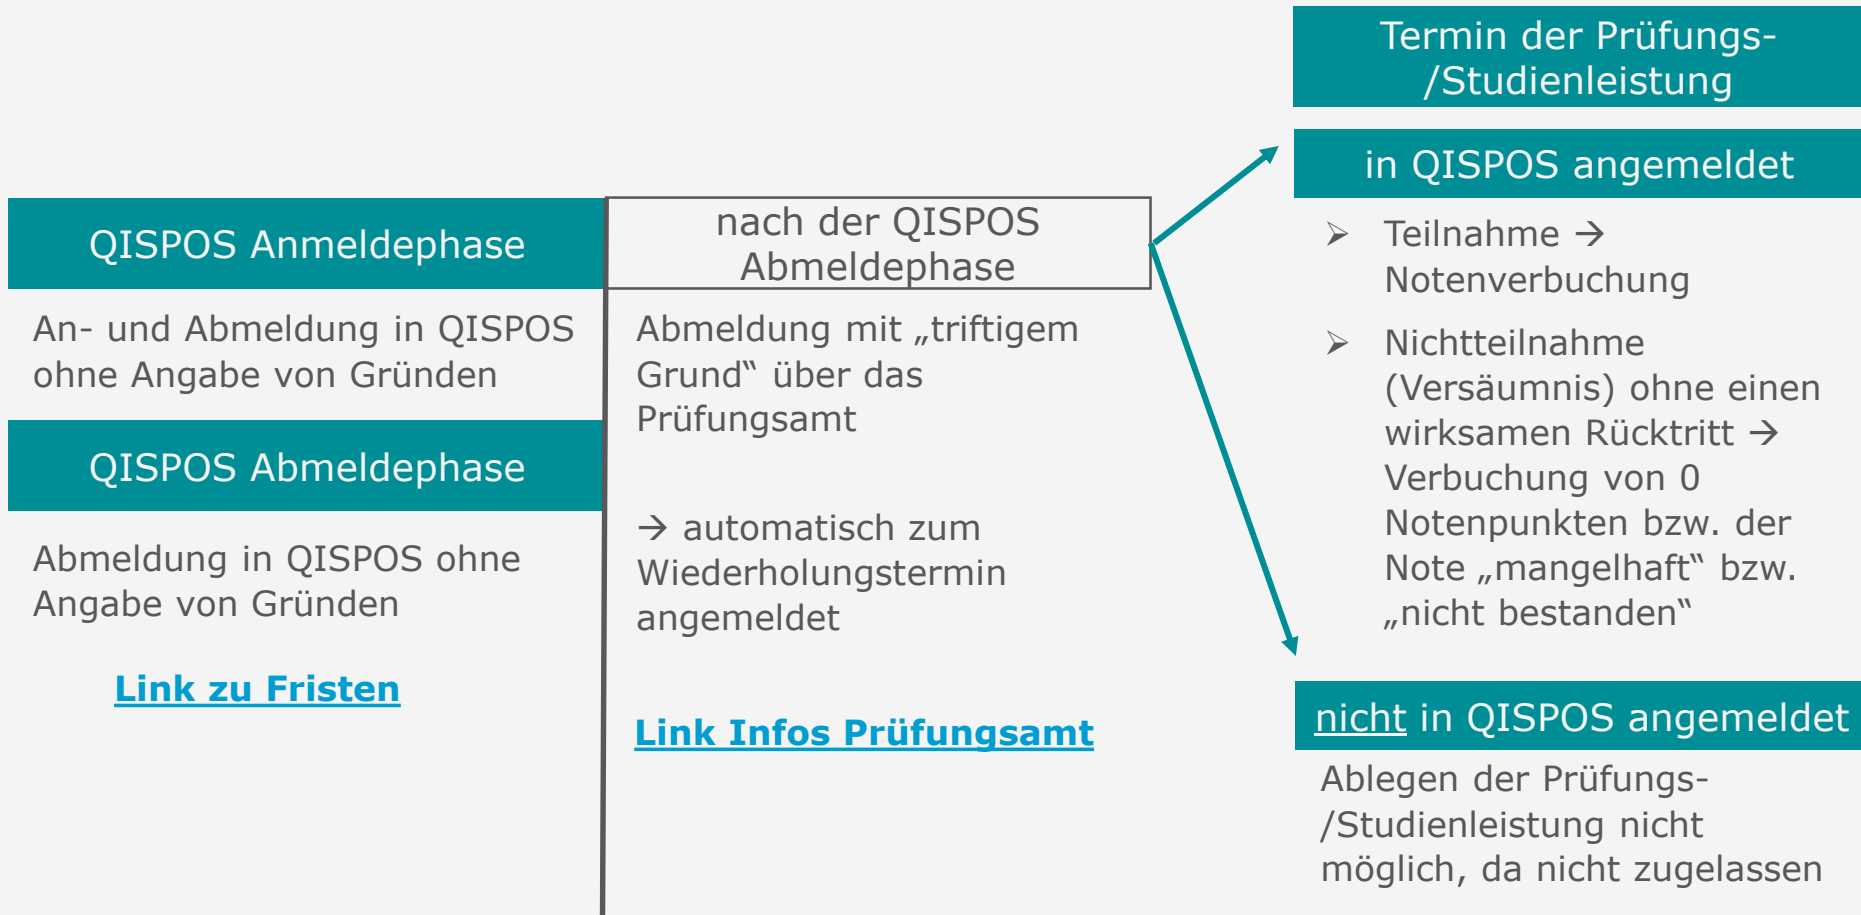 QISPOS Anmeldephase
An- und Abmeldung in QISPOS
ohne Angabe von Gründen
QISPOS Abmeldephase
Abmeldung in QISPOS ohne
Angabe von Gründen
Link zu Fristen
nach der QISPOS
Abmeldephase
Abmeldung mit „triftigem
Grund“ über das
Prüfungsamt
→ automatisch zum
Wiederholungstermin
angemeldet
Link Infos Prüfungsamt
Termin der Prüfungs-
/Studienleistung
in QISPOS angemeldet
➢ Teilnahme →
Notenverbuchung
➢ Nichtteilnahme
(Versäumnis) ohne einen
wirksamen Rücktritt →
Verbuchung von 0
Notenpunkten bzw. der
Note „mangelhaft“ bzw.
„nicht bestanden“
nicht in QISPOS angemeldet
Ablegen der Prüfungs-
/Studienleistung nicht
möglich, da nicht zugelassen